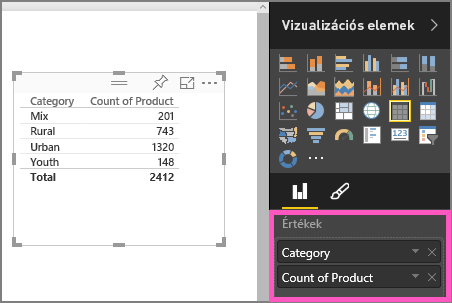 Vizualizációs elemek
Category Count of Product
Mix 201
Rural 743
Urban 1320
Youth 148
Total 2412
123
Értékek
Category
Count of Product